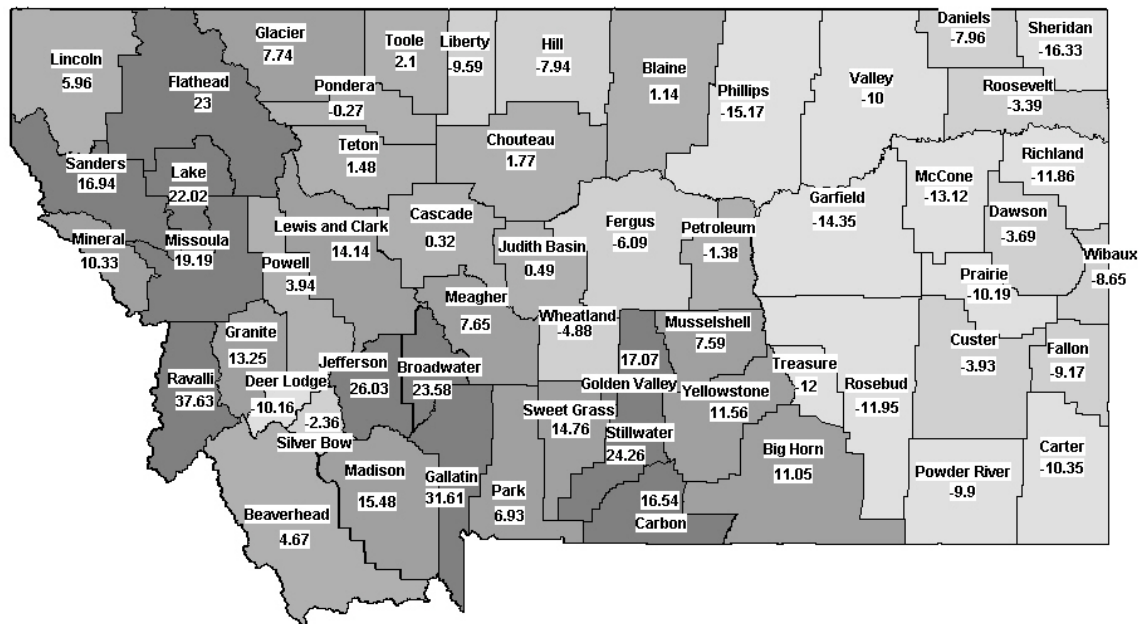 Lincoln
5.96
Flathead
23
Glacier
7.74
Toole
2.1
Liberty
-9.59
Hill
-7.94
Blaine
1.14
Phillips
-15.17
Valley
-10
Daniels
-7.96
Sheridan
-16.33
Roosevelt
-3.39
Pondera
-0.27
Teton
1.48
Chouteau
1.77
Sanders
16.94
Lake
22.02
Richland
-11.86
McCone
-13.12
Garfield
-14.35
Dawson
-3.69
Wibaux
-8.65
Prairie
-10.19
Mineral
10.33
Missoula
19.19
Powell
3.94
Lewis and Clark
14.14
Cascade
0.32
Judith Basin
0.49
Fergus
-6.09
Petroleum
-1.38
Meagher
7.65
Wheatland
-4.88
Musselshell
7.59
Granite
13.25
Ravalli
37.63
Deer Lodge
-10.16
Jefferson
26.03
Broadwater
23.58
17.07
Golden Valley
Treasure
-12
Rosebud
-11.95
Custer
-3.93
Fallon
-9.17
Yellowstone
11.56
Sweet Grass
14.76
Stillwater
24.26
-2.36
Silver Bow
Madison
15.48
Gallatin
31.61
Park
6.93
16.54
Carbon
Big Horn
11.05
Powder River
-9.9
Carter
-10.35
Beaverhead
4.67